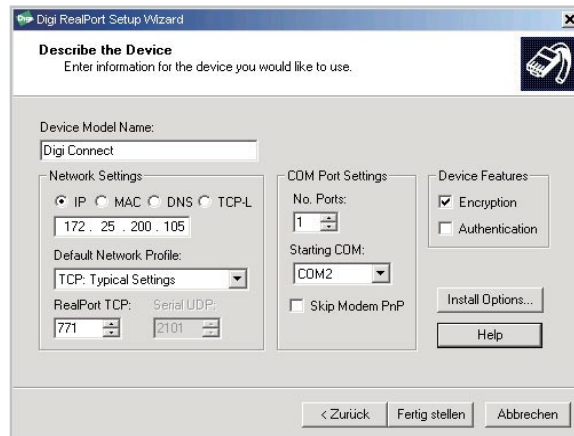 Digi Digi RealPort Setup Wizard
Describe the Device
Enter information for the device you would like to use.
Device Model Name:
Digi Connect
Network Settings
IP MAC DNS TCP-L
172 . 25 . 200 . 105
Default Network Profile:
TCP: Typical Settings
RealPort TCP: Serial UDP:
771 2101
COM Port Settings
No. Ports:
1
Starting COM:
COM2
Skip Modem PnP
Device Features
Encryption
Authentication
Install Options...
Help
< Zurück Fertig stellen Abbrechen